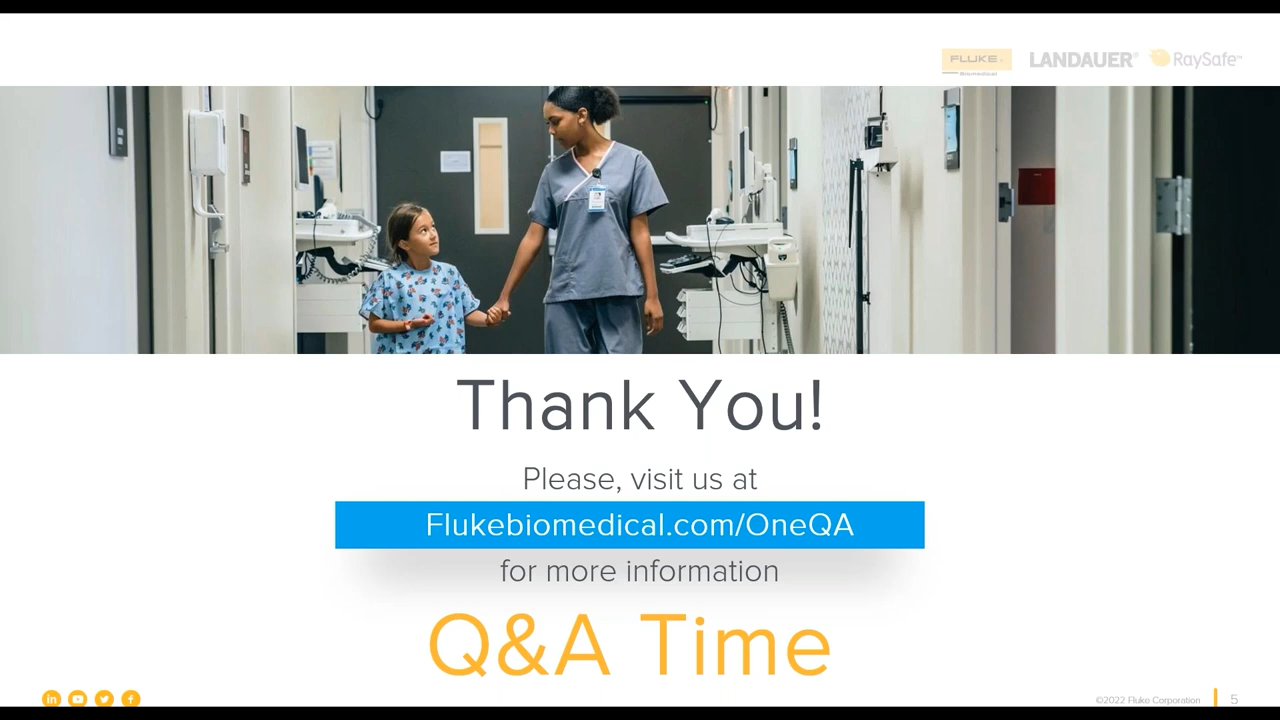 FLUKE
Biomedical
LANDAUER®
RaySafe™
Thank You!
Please, visit us at
Flukebiomedical.com/OneQA
for more information
Q&A Time
©2022 Fluke Corporation
5